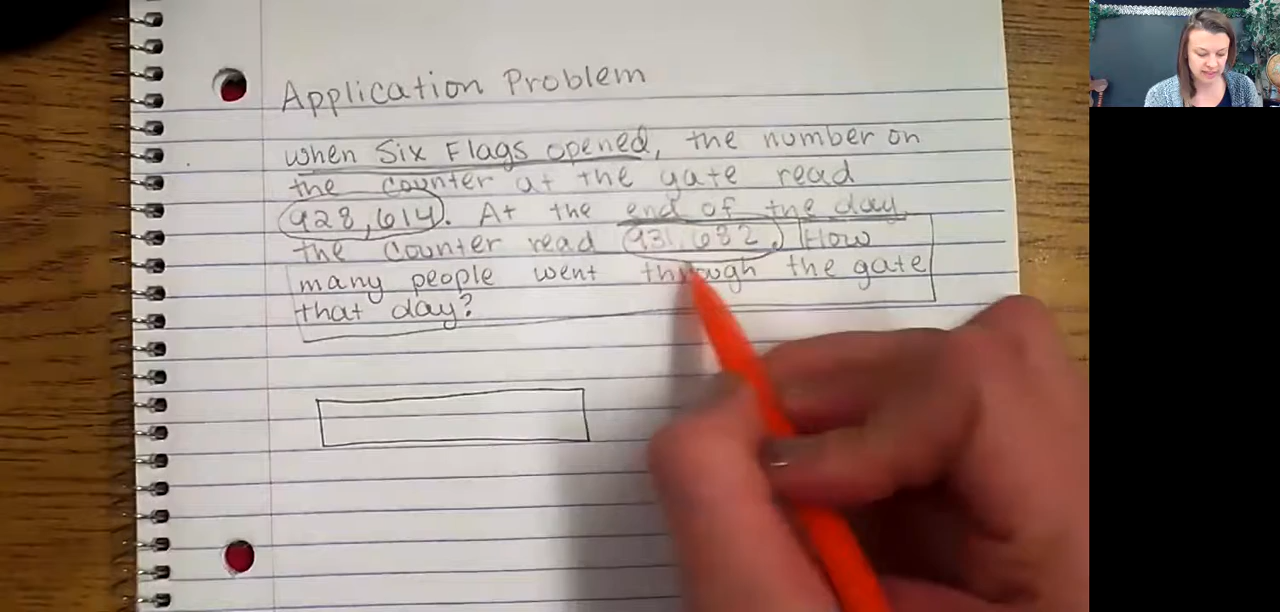 Application Problem
when Six Flags opened, the number on
the counter at the gate read
928,614. At the end of the day
the counter read 931,682. How
many people went through the gate
that day?